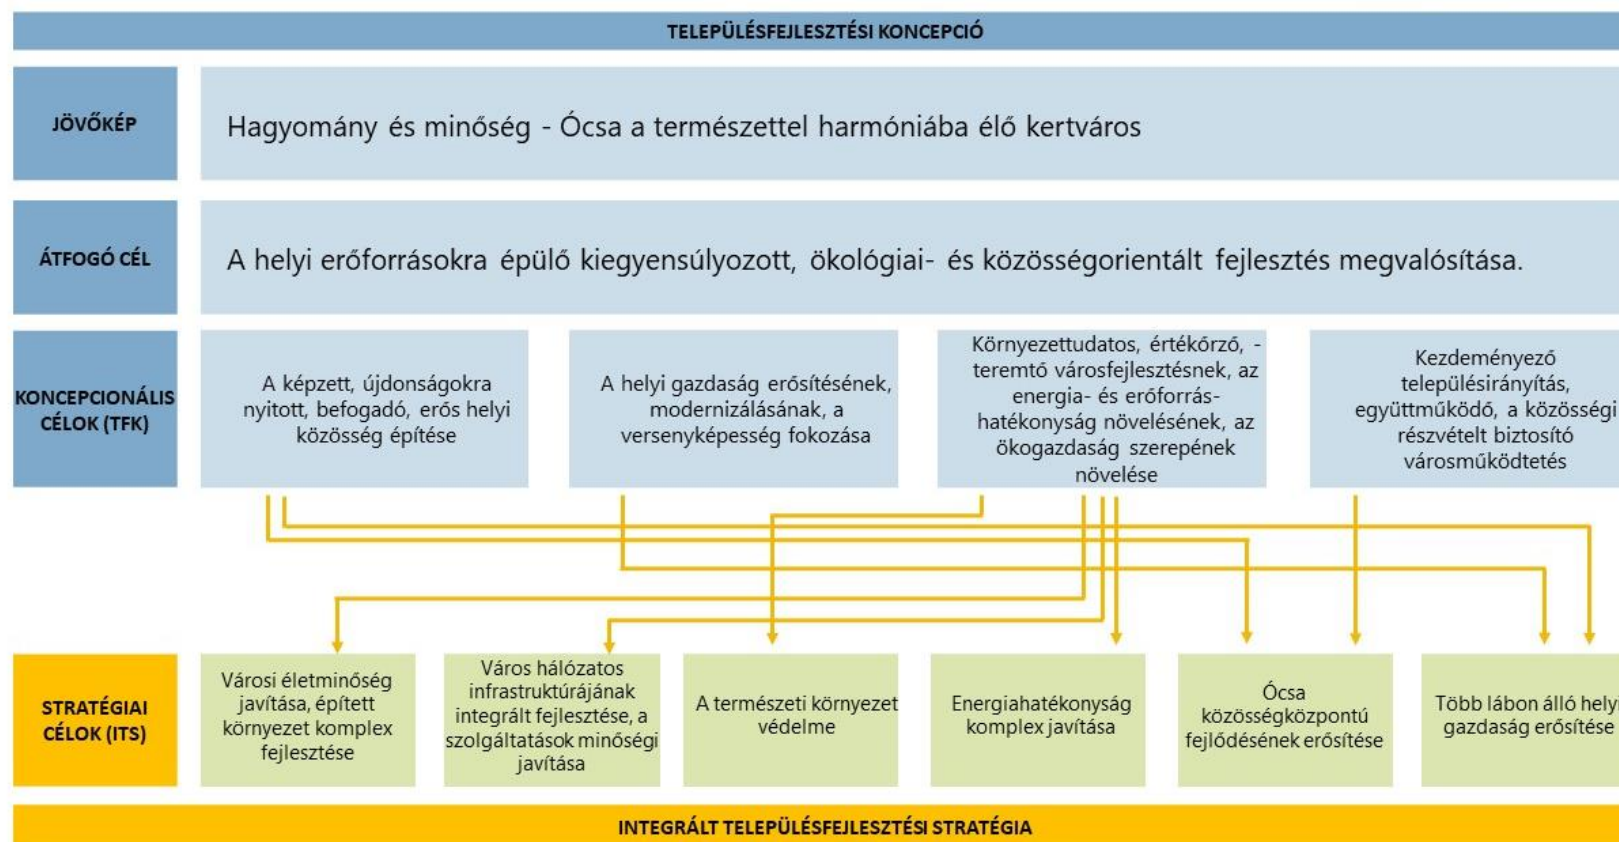 TELEPÜLÉSFEJLESZTÉSI KONCEPCIÓ
JÖVŐKÉP
Hagyomány és minőség - Ócsa a természettel harmóniába élő kertváros
ÁTFOGÓ CÉL
A helyi erőforrásokra épülő kiegyensúlyozott, ökológiai- és közösségorientált fejlesztés megvalósítása.
KONCEPCIONÁLIS
CÉLOK (TFK)
A képzett, újdonságokra
nyitott, befogadó, erős helyi
közösség építése
A helyi gazdaság erősítésének,
modernizálásának, a
versenyképesség fokozása
Környezettudatos, értékőrző, -
teremtő városfejlesztésnek, az
energia- és erőforrás-
hatékonyság növelésének, az
ökogazdaság szerepének
növelése
Kezdeményező
településirányítás,
együttműködő, a közösségi
részvételt biztosító
városműködtetés
STRATÉGIAI
CÉLOK (ITS)
Városi életminőség
javítása, épített
környezet komplex
fejlesztése
Város hálózatos
infrastruktúrájának
integrált fejlesztése, a
szolgáltatások minőségi
javítása
A természeti környezet
védelme
Energiahatékonyság
komplex javítása
Ócsa
közösségközpontú
fejlődésének erősítése
Több lábon álló helyi
gazdaság erősítése
INTEGRÁLT TELEPÜLÉSFEJLESZTÉSI STRATÉGIA